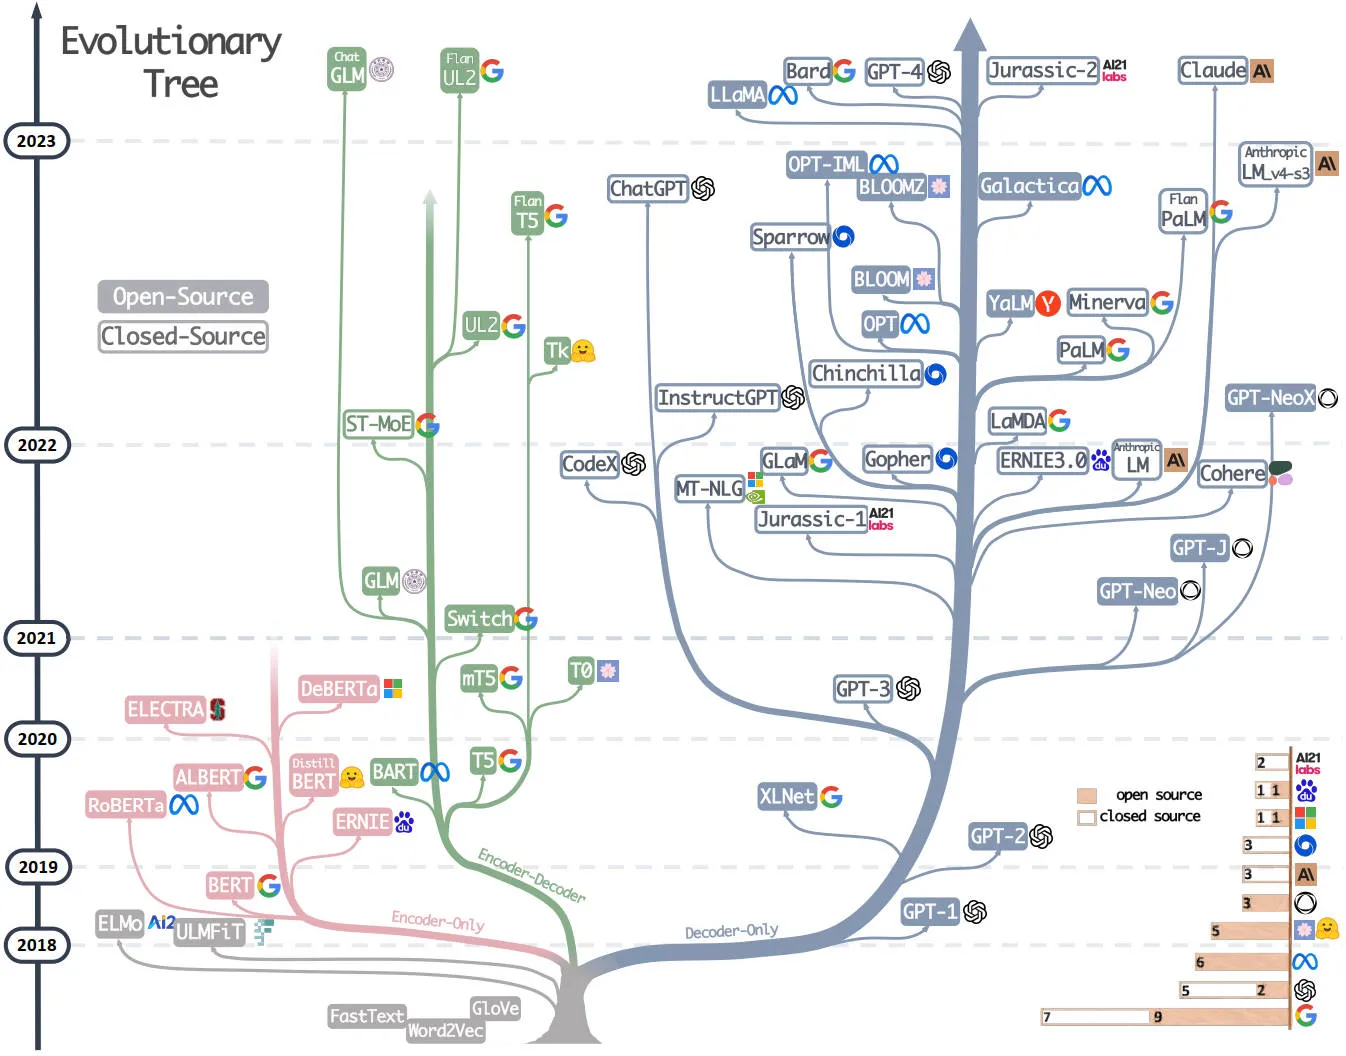 Evolutionary
Tree
2023
2022
2021
2020
2019
2018
Open-Source
Closed-Source
Chat
GLM
Flan
UL2
Flan
T5
UL2
Tk
ST-MoE
GLM
Switch
mT5
T0
T5
BART
Encoder-Decoder
DeBERTa
ELECTRA
ALBERT
Distill
BERT
RoBERTa
ERNIE
BERT
Encoder-Only
ELMo
Ai2
ULMFiT
FastText
Word2Vec
GloVe
Bard
GPT-4
Jurassic-2
AI21
labs
Claude
A\
LLaMA
Anthropic
LM_v4-s3
A\
OPT-IML
BLOOMZ
Galactica
ChatGPT
Flan
PaLM
Sparrow
BLOOM
YaLM
Y
Minerva
OPT
PaLM
Chinchilla
InstructGPT
GPT-NeoX
LaMDA
CodeX
GLaM
Gopher
ERNIE3.0
du
Anthropic
LM
A\
Cohere
MT-NLG
Jurassic-1
AI21
labs
GPT-J
GPT-Neo
GPT-3
XLNet
GPT-2
GPT-1
Decoder-Only
du
open source
closed source
2
AI21
labs
1 1
du
1 1
3
3
A\
3
5
6
5 2
7 9